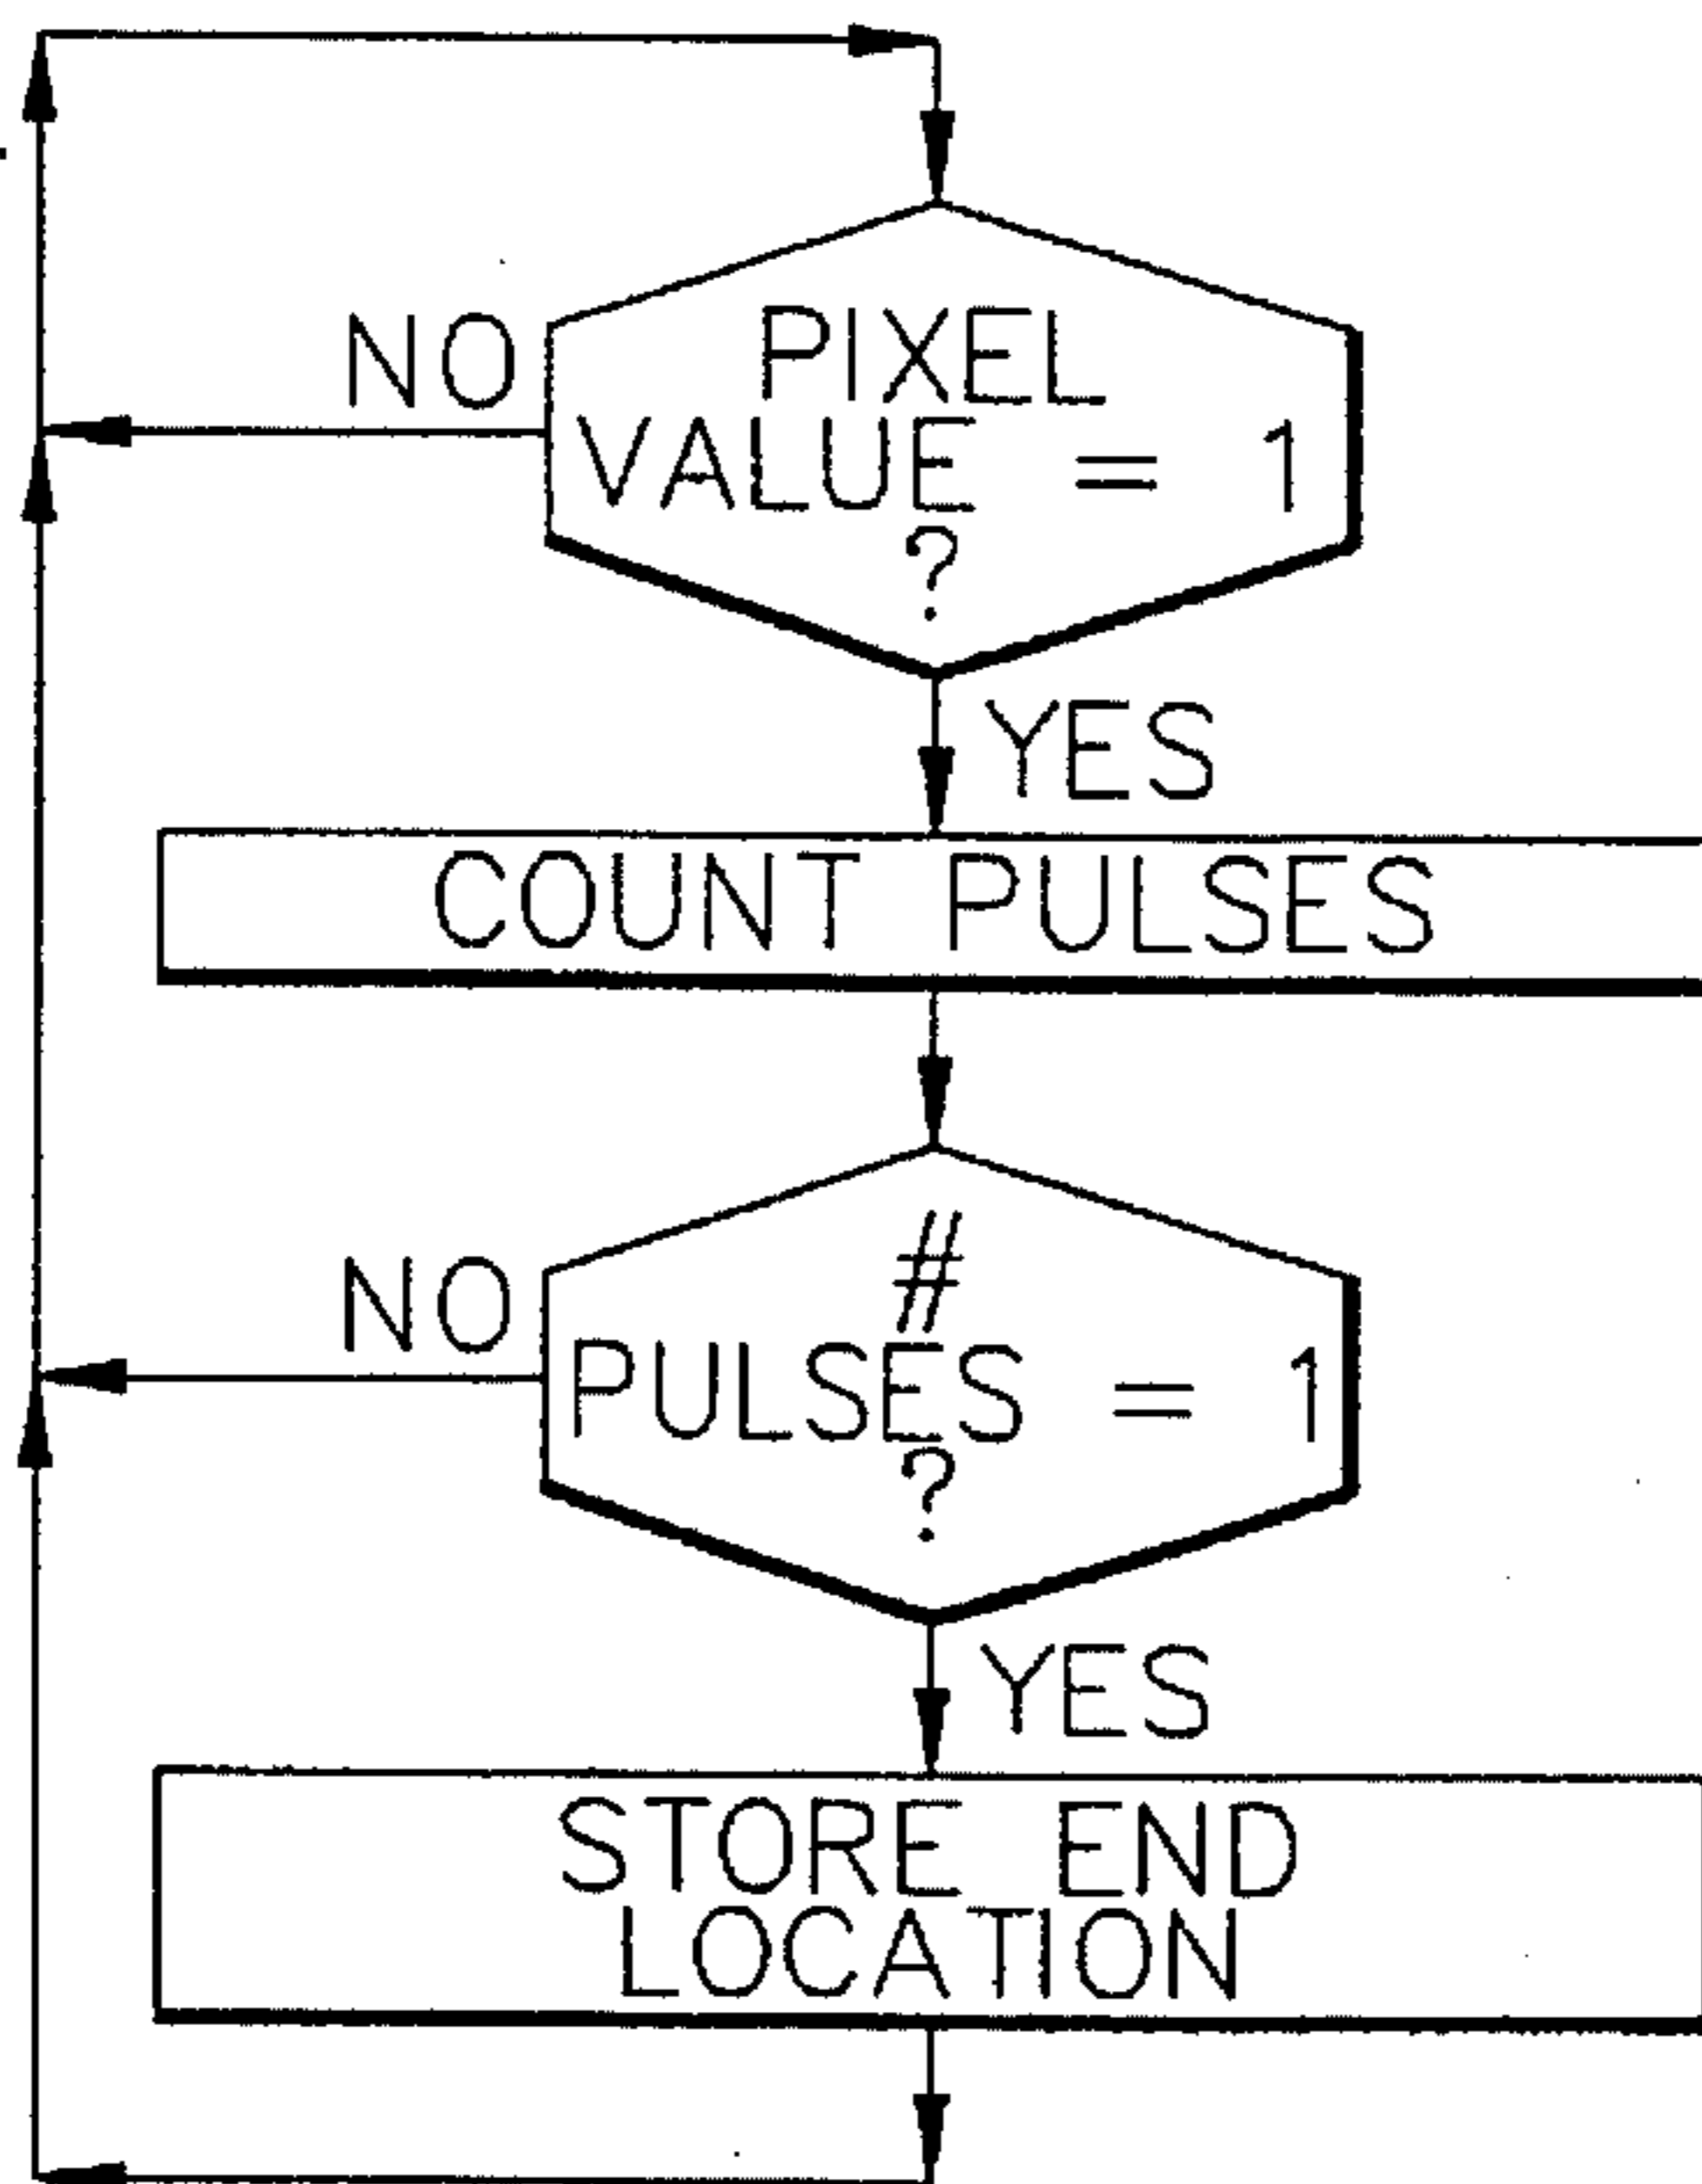 NO
PIXEL
VALUE = 1
?
YES
COUNT PULSES
NO
#
PULSES = 1
?
YES
STORE END
LOCATION